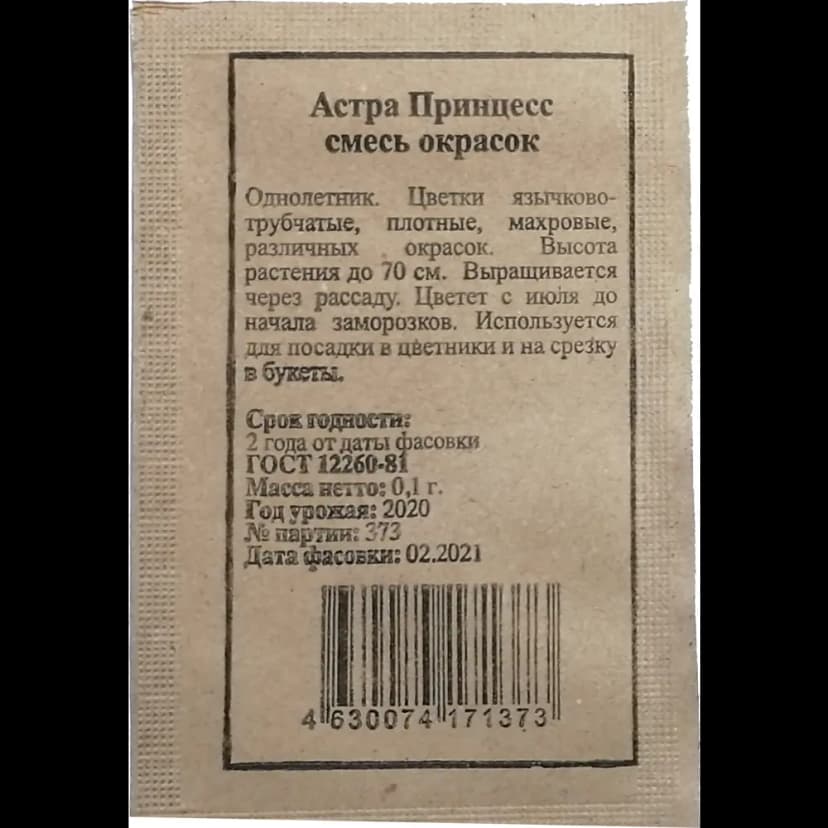 Астра Принцесс
смесь окрасок
Однолетник. Цветки язычково-
трубчатые, плотные, махровые,
различных окрасок. Высота
растения до 70 см. Выращивается
через рассаду. Цветет с июля до
начала заморозков. Используется
для посадки в цветники и на срезку
в букеты.
Срок годности:
2 года от даты фасовки
ГОСТ 12260-81
Масса нетто: 0,1 г.
Год урожая: 2020
№ партии: 373
Дата фасовки: 02.2021
4 630074 171373